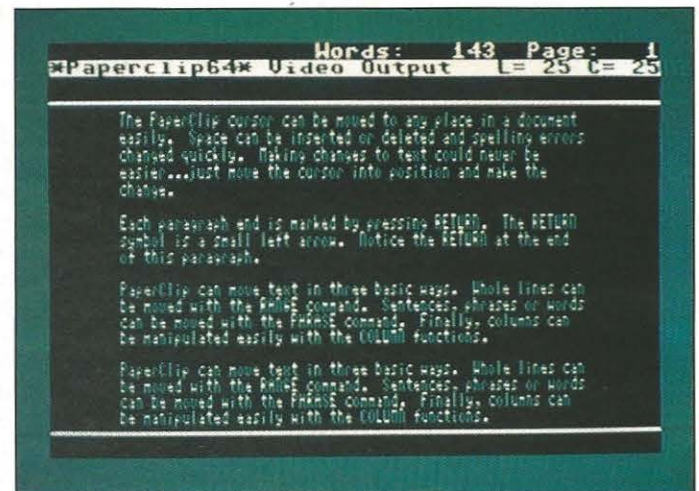 Words: 143 Page: 1
*Paperclip64* Video Output L= 25 C= 25
The PaperClip cursor can be moved to any place in a document
easily. Space can be inserted or deleted and spelling errors
changed quickly. Making changes to text could never be
easier...just move the cursor into position and make the
change.
Each paragraph end is marked by pressing RETURN. The RETURN
symbol is a small left arrow. Notice the RETURN at the end
of this paragraph.
PaperClip can move text in three basic ways. Whole lines can
be moved with the RANGE command. Sentences, phrases or words
can be moved with the PHRASE command. Finally, columns can
be manipulated easily with the COLUMN functions.
PaperClip can move text in three basic ways. Whole lines can
be moved with the RANGE command. Sentences, phrases or words
can be moved with the PHRASE command. Finally, columns can
be manipulated easily with the COLUMN functions.